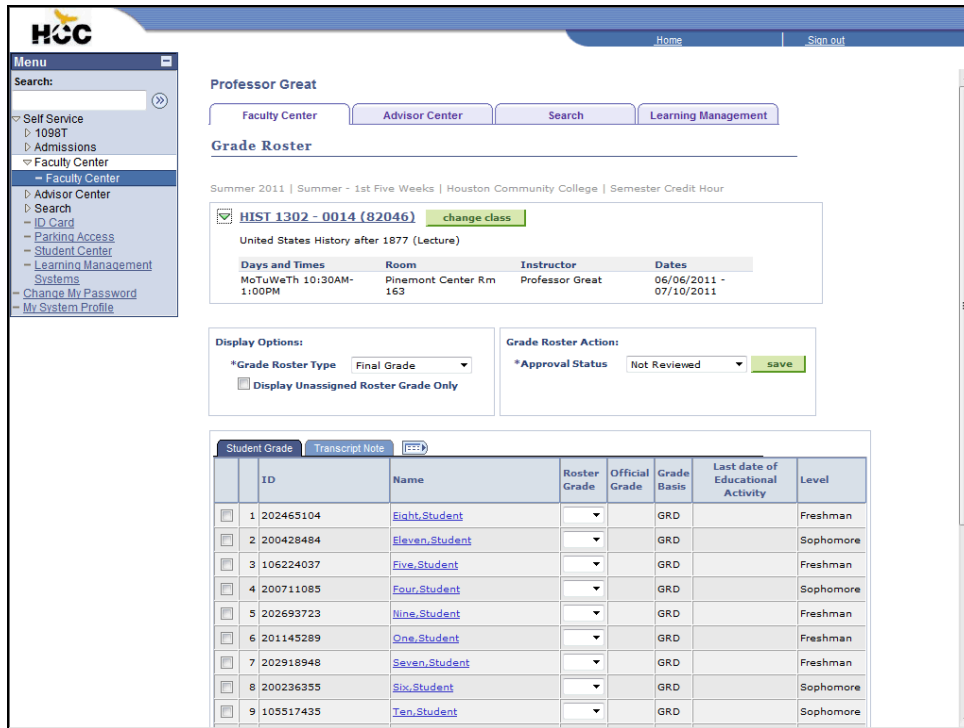 HCC
Home Sign out
Menu
Search:
Self Service
1098T
Admissions
Faculty Center
Faculty Center
Advisor Center
Search
ID Card
Parking Access
Student Center
Learning Management
Systems
Change My Password
My System Profile
Professor Great
Faculty Center Advisor Center Search Learning Management
Grade Roster
Summer 2011 | Summer - 1st Five Weeks | Houston Community College | Semester Credit Hour
HIST 1302 - 0014 (82046) change class
United States History after 1877 (Lecture)
Days and Times Room Instructor Dates
MoTuWeTh 10:30AM- Pinemont Center Rm Professor Great 06/06/2011 -
1:00PM 163 07/10/2011
Display Options:
*Grade Roster Type Final Grade
Display Unassigned Roster Grade Only
Grade Roster Action:
*Approval Status Not Reviewed save
Student Grade Transcript Note
ID Name Roster Grade Official Grade Grade Basis Last date of Educational Activity Level
1 202465104 Eight,Student GRD Freshman
2 200428484 Eleven,Student GRD Sophomore
3 106224037 Five,Student GRD Freshman
4 200711085 Four,Student GRD Sophomore
5 202693723 Nine,Student GRD Freshman
6 201145289 One,Student GRD Freshman
7 202918948 Seven,Student GRD Freshman
8 200236355 Six,Student GRD Sophomore
9 105517435 Ten,Student GRD Sophomore